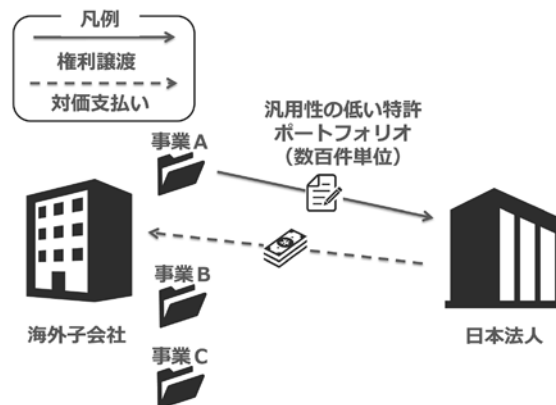 凡例
権利譲渡
対価支払い
事業A
汎用性の低い特許
ポートフォリオ
（数百件単位）
事業B
海外子会社
日本法人
事業C